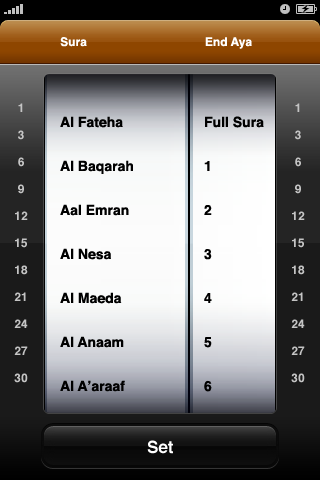 Sura End Aya
1 1
Al Fateha Full Sura
3 3
6 Al Baqarah 1 6
9 9
12 Aal Emran 2 12
15 15
Al Nesa 3
18 18
21 Al Maeda 4 21
24 24
27 Al Anaam 5 27
30 30
Al A’araaf 6
Set